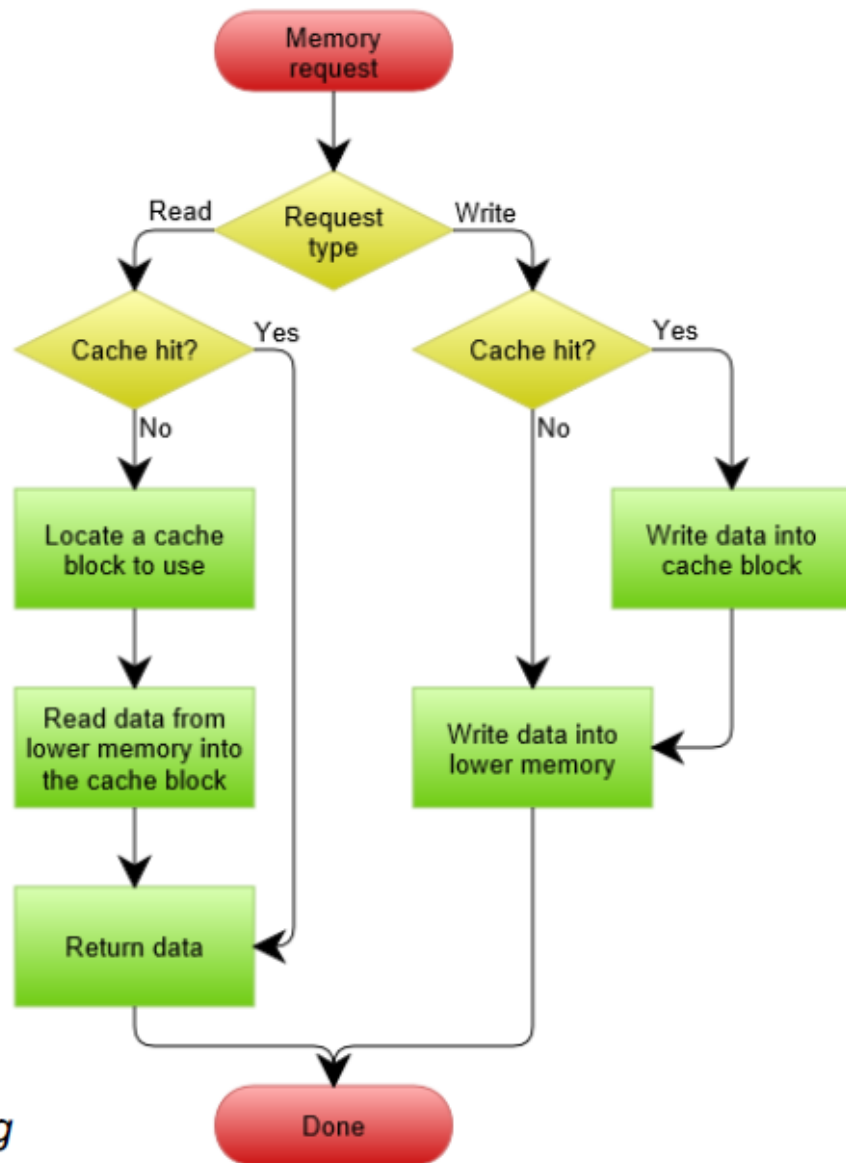 Memory
request
Request
type
Read
Write
Cache hit?
Yes
No
Cache hit?
Yes
No
Locate a cache
block to use
Write data into
cache block
Read data from
lower memory into
the cache block
Write data into
lower memory
Return data
Done
g